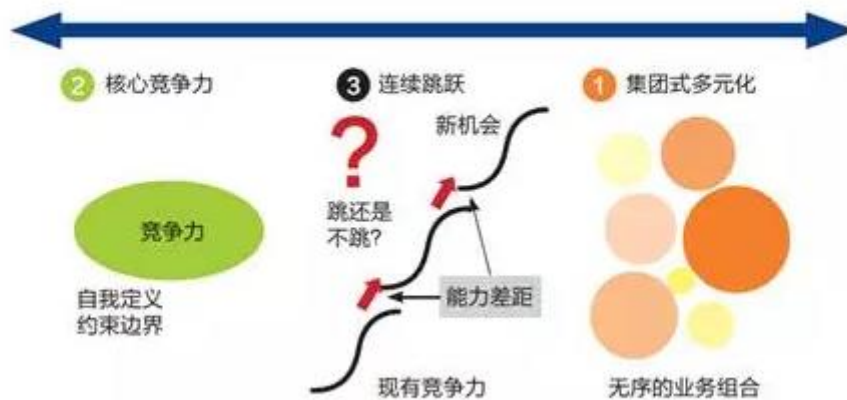 2 核心竞争力
竞争力
自我定义
约束边界
3 连续跳跃
新机会
?
跳还是
不跳?
能力差距
现有竞争力
1 集团式多元化
无序的业务组合